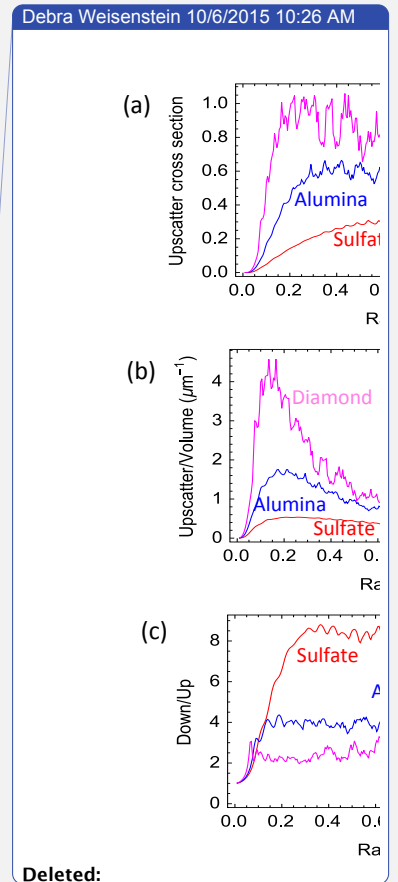 Debra Weisenstein 10/6/2015 10:26 AM
(a)
Upscatter cross section
1.0
0.8
0.6
0.4
0.2
0.0
Alumina
0.0 0.2 0.4
(b)
Upscatter/Volume (μm⁻¹)
4
3
2
1
0
Diamond
Alumina
Sulfate
0.0 0.2 0.4
(c)
Down/Up
8
6
4
2
0
Sulfate
0.0 0.2 0.4
Deleted: